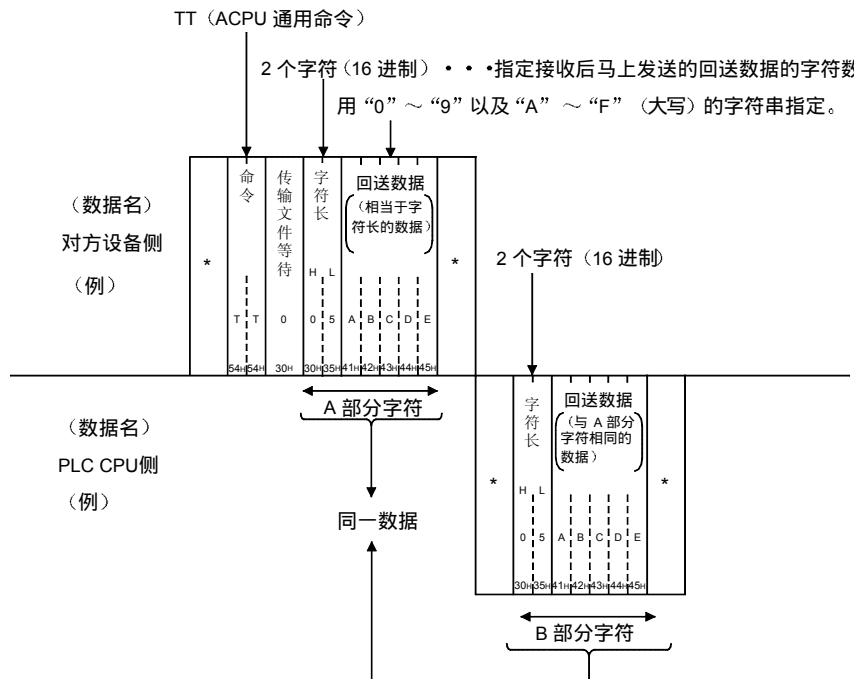 TT（ACPU 通用命令）
2 个字符（16 进制）・・・指定接收后马上发送的回送数据的字符数
用“0”～“9”以及“A”～“F”（大写）的字符串指定。
（数据名）
对方设备侧
（例）
*
命令
传输文件等待
字符长
回送数据
（相当于字符长的数据）
*
H L
T T 0 0 5 A B C D E
54H 54H 30H 30H 35H 41H 42H 43H 44H 45H
2 个字符（16 进制）
A 部分字符
（数据名）
PLC CPU侧
（例）
*
字符长
回送数据
（与 A 部分字符相同的数据）
*
H L
0 5 A B C D E
30H 35H 41H 42H 43H 44H 45H
同一数据
B 部分字符